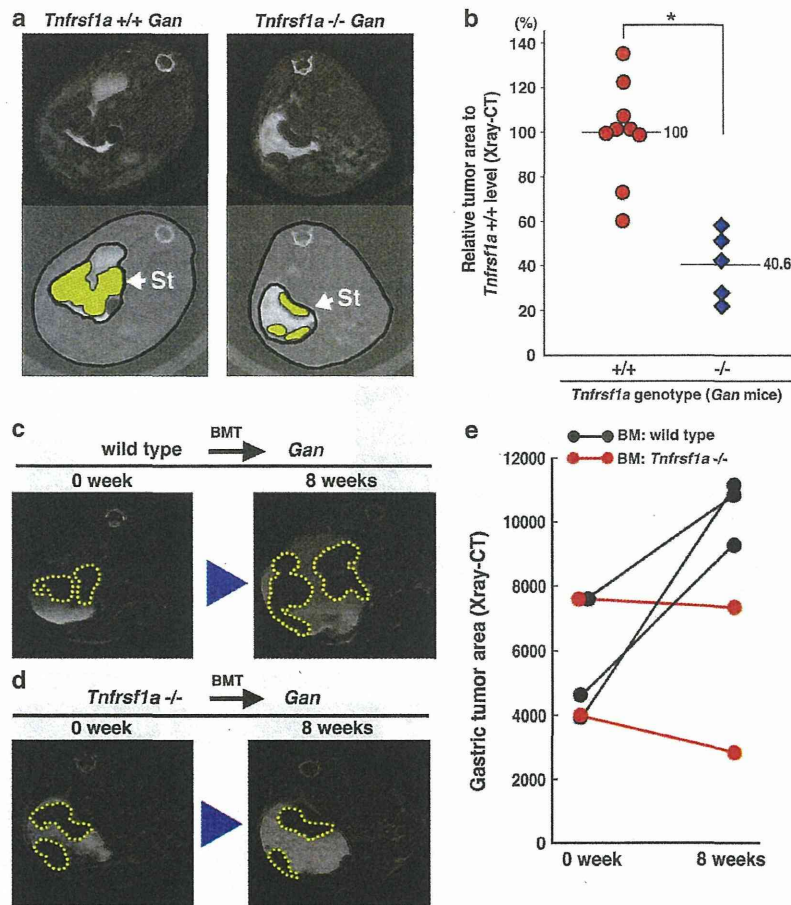 a
Tnfrsf1a +/+ Gan
Tnfrsf1a -/- Gan
St
St
b
(%)
Relative tumor area to
Tnfrsf1a +/+ level (Xray-CT)
140
120
100
80
60
40
20
0
*
100
40.6
+/+
-/-
Tnfrsf1a genotype (Gan mice)
c
wild type
BMT
Gan
0 week
8 weeks
d
Tnfrsf1a -/-
BMT
Gan
0 week
8 weeks
e
BM: wild type
BM: Tnfrsf1a -/-
Gastric tumor area (Xray-CT)
12000
10000
8000
6000
4000
2000
0
0 week
8 weeks